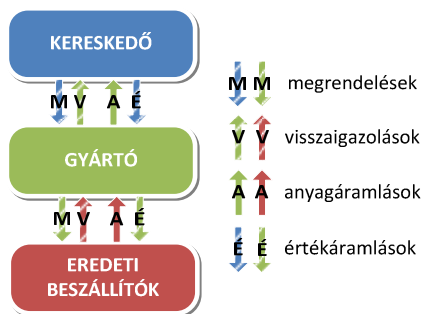 KERESKEDŐ
M V A É
GYÁRTÓ
M V A É
EREDETI
BESZÁLLÍTÓK
M M megrendelések
V V visszaigazolások
A A anyagáramlások
É É értékáramlások